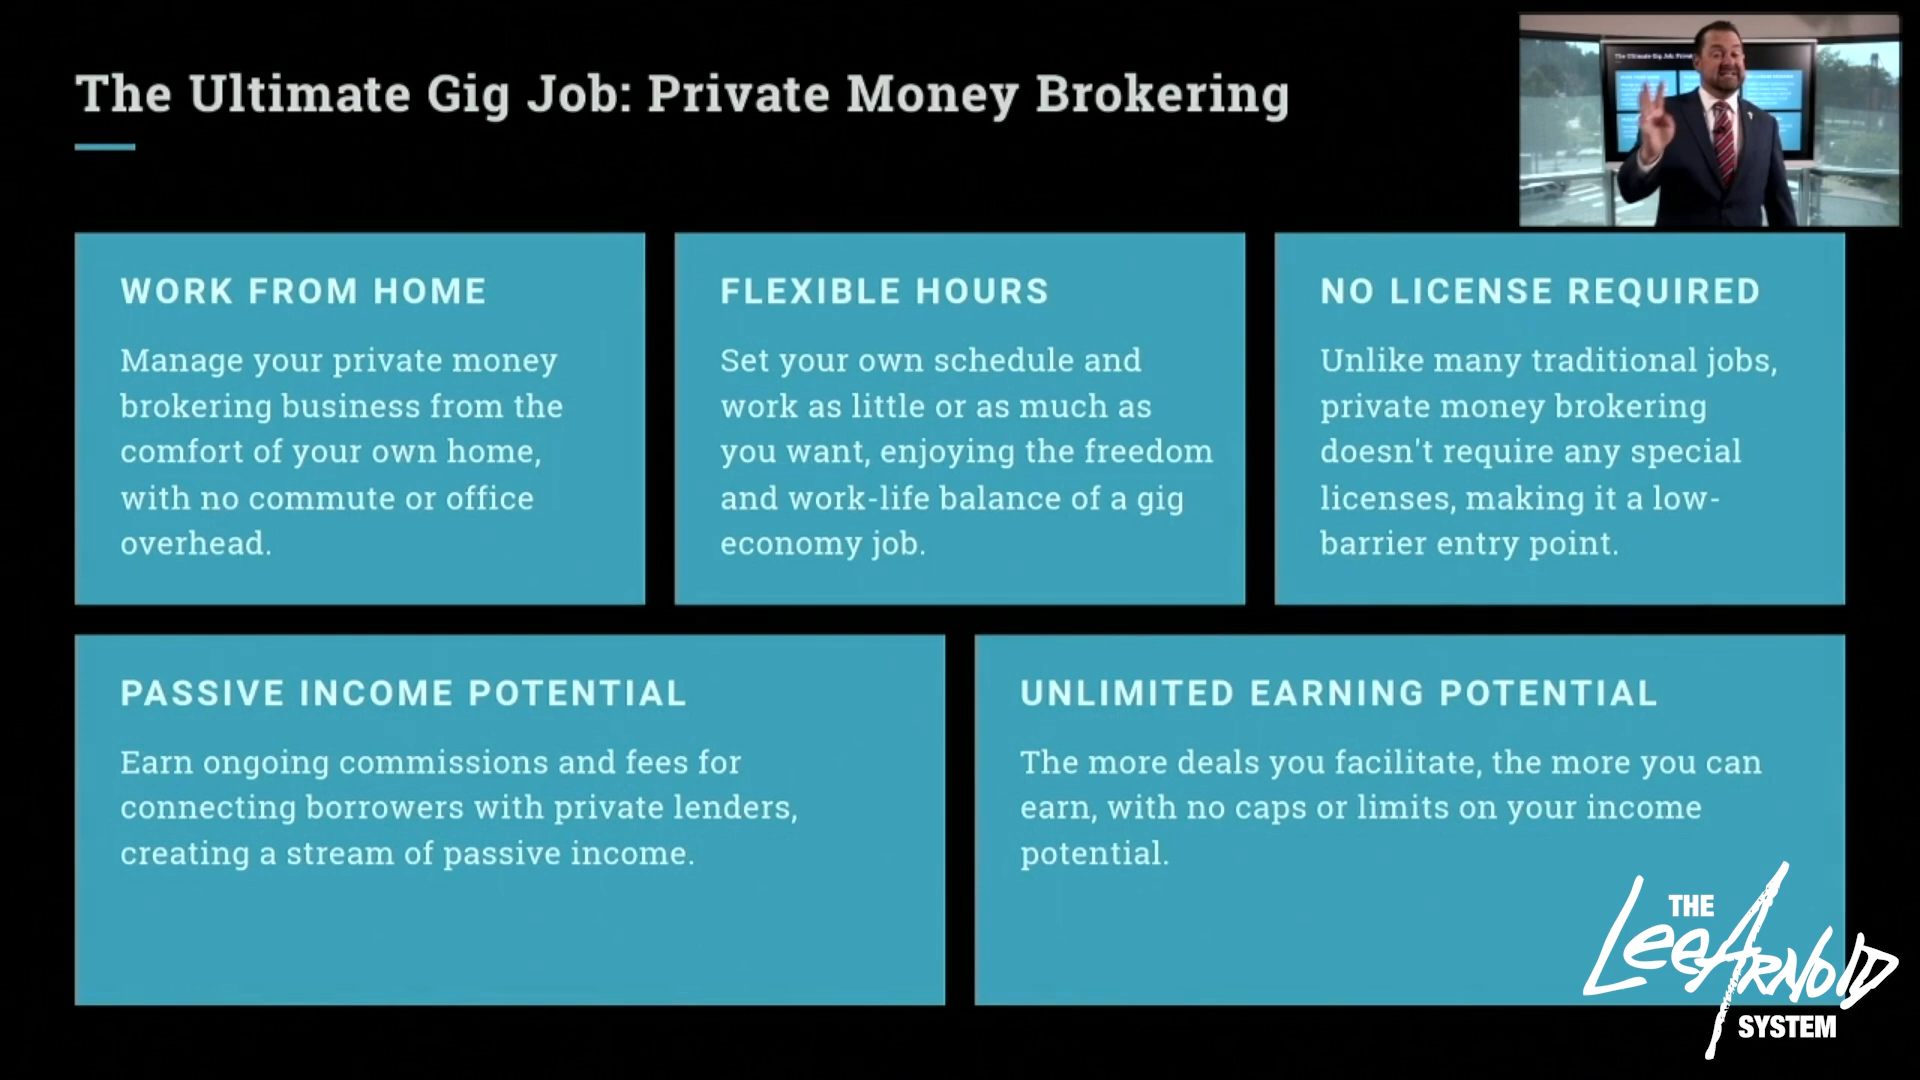 The Ultimate Gig Job: Private Money Brokering
WORK FROM HOME
Manage your private money
brokering business from the
comfort of your own home,
with no commute or office
overhead.
FLEXIBLE HOURS
Set your own schedule and
work as little or as much as
you want, enjoying the freedom
and work-life balance of a gig
economy job.
NO LICENSE REQUIRED
Unlike many traditional jobs,
private money brokering
doesn't require any special
licenses, making it a low-
barrier entry point.
PASSIVE INCOME POTENTIAL
Earn ongoing commissions and fees for
connecting borrowers with private lenders,
creating a stream of passive income.
UNLIMITED EARNING POTENTIAL
The more deals you facilitate, the more you can
earn, with no caps or limits on your income
potential.
THE
Lee Arnold
SYSTEM